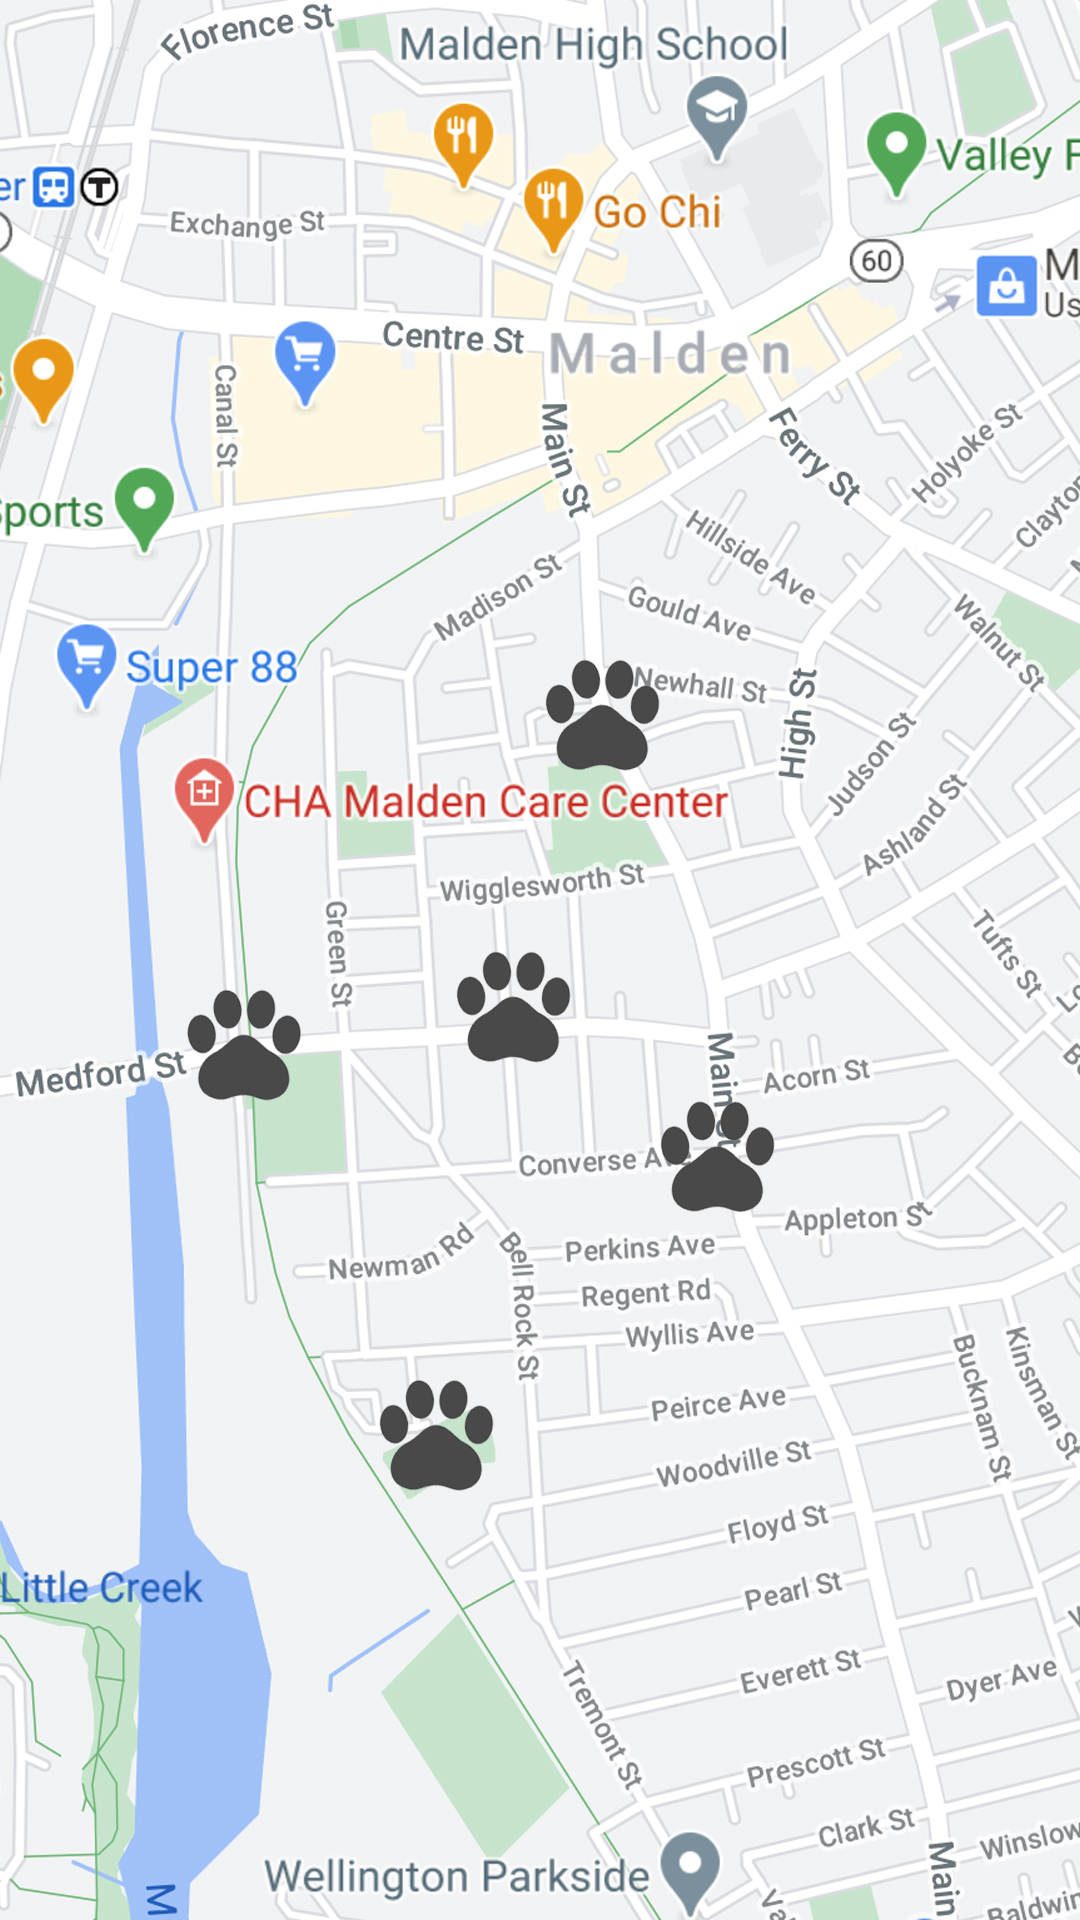 Florence St
Malden High School
Valley F
er
T
Exchange St
Go Chi
60
M
Us
Centre St
Malden
s
Canal St
Main St
Ferry St
Holyoke St
Clayton
Sports
Hillside Ave
Madison St
Gould Ave
Walnut St
Super 88
Newhall St
High St
Judson St
CHA Malden Care Center
Ashland St
Wigglesworth St
Green St
Tufts St
Medford St
Main St
Acorn St
Converse Ave
Appleton St
Newman Rd
Bell Rock St
Perkins Ave
Regent Rd
Wyllis Ave
Bucknam St
Kinsman St
Peirce Ave
Woodville St
Floyd St
Little Creek
Pearl St
Everett St
Dyer Ave
Tremont St
Prescott St
Clark St
Winslow
Wellington Parkside
Main
M
Va
Baldwin